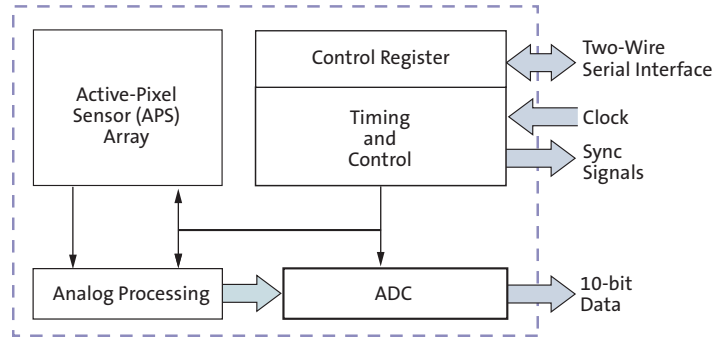 Active-Pixel
Sensor (APS)
Array
Control Register
Timing
and
Control
Two-Wire
Serial Interface
Clock
Sync
Signals
Analog Processing
ADC
10-bit
Data